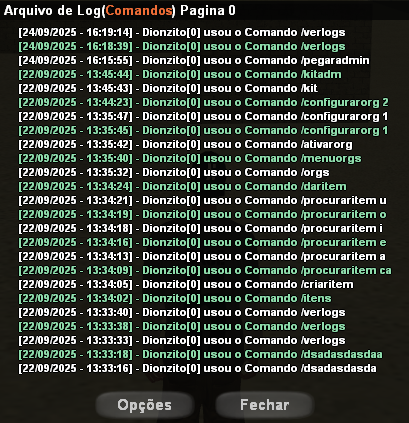 Arquivo de Log(Comandos) Pagina 0
[24/09/2025 - 16:19:14] - Dionzito[0] usou o Comando /verlogs
[24/09/2025 - 16:18:39] - Dionzito[0] usou o Comando /verlogs
[24/09/2025 - 16:15:55] - Dionzito[0] usou o Comando /pegaradmin
[22/09/2025 - 13:45:44] - Dionzito[0] usou o Comando /kitadm
[22/09/2025 - 13:45:43] - Dionzito[0] usou o Comando /kit
[22/09/2025 - 13:44:23] - Dionzito[0] usou o Comando /configurarorg 2
[22/09/2025 - 13:35:47] - Dionzito[0] usou o Comando /configurarorg 1
[22/09/2025 - 13:35:45] - Dionzito[0] usou o Comando /configurarorg 1
[22/09/2025 - 13:35:42] - Dionzito[0] usou o Comando /ativarorg
[22/09/2025 - 13:35:40] - Dionzito[0] usou o Comando /menuorgs
[22/09/2025 - 13:35:32] - Dionzito[0] usou o Comando /orgs
[22/09/2025 - 13:34:24] - Dionzito[0] usou o Comando /daritem
[22/09/2025 - 13:34:21] - Dionzito[0] usou o Comando /procuraritem u
[22/09/2025 - 13:34:19] - Dionzito[0] usou o Comando /procuraritem o
[22/09/2025 - 13:34:18] - Dionzito[0] usou o Comando /procuraritem i
[22/09/2025 - 13:34:16] - Dionzito[0] usou o Comando /procuraritem e
[22/09/2025 - 13:34:13] - Dionzito[0] usou o Comando /procuraritem a
[22/09/2025 - 13:34:09] - Dionzito[0] usou o Comando /procuraritem ca
[22/09/2025 - 13:34:05] - Dionzito[0] usou o Comando /criaritem
[22/09/2025 - 13:34:02] - Dionzito[0] usou o Comando /itens
[22/09/2025 - 13:33:40] - Dionzito[0] usou o Comando /verlogs
[22/09/2025 - 13:33:38] - Dionzito[0] usou o Comando /verlogs
[22/09/2025 - 13:33:33] - Dionzito[0] usou o Comando /verlogs
[22/09/2025 - 13:33:18] - Dionzito[0] usou o Comando /dsadasdasdaa
[22/09/2025 - 13:33:16] - Dionzito[0] usou o Comando /dsadasdasda
Opções Fechar